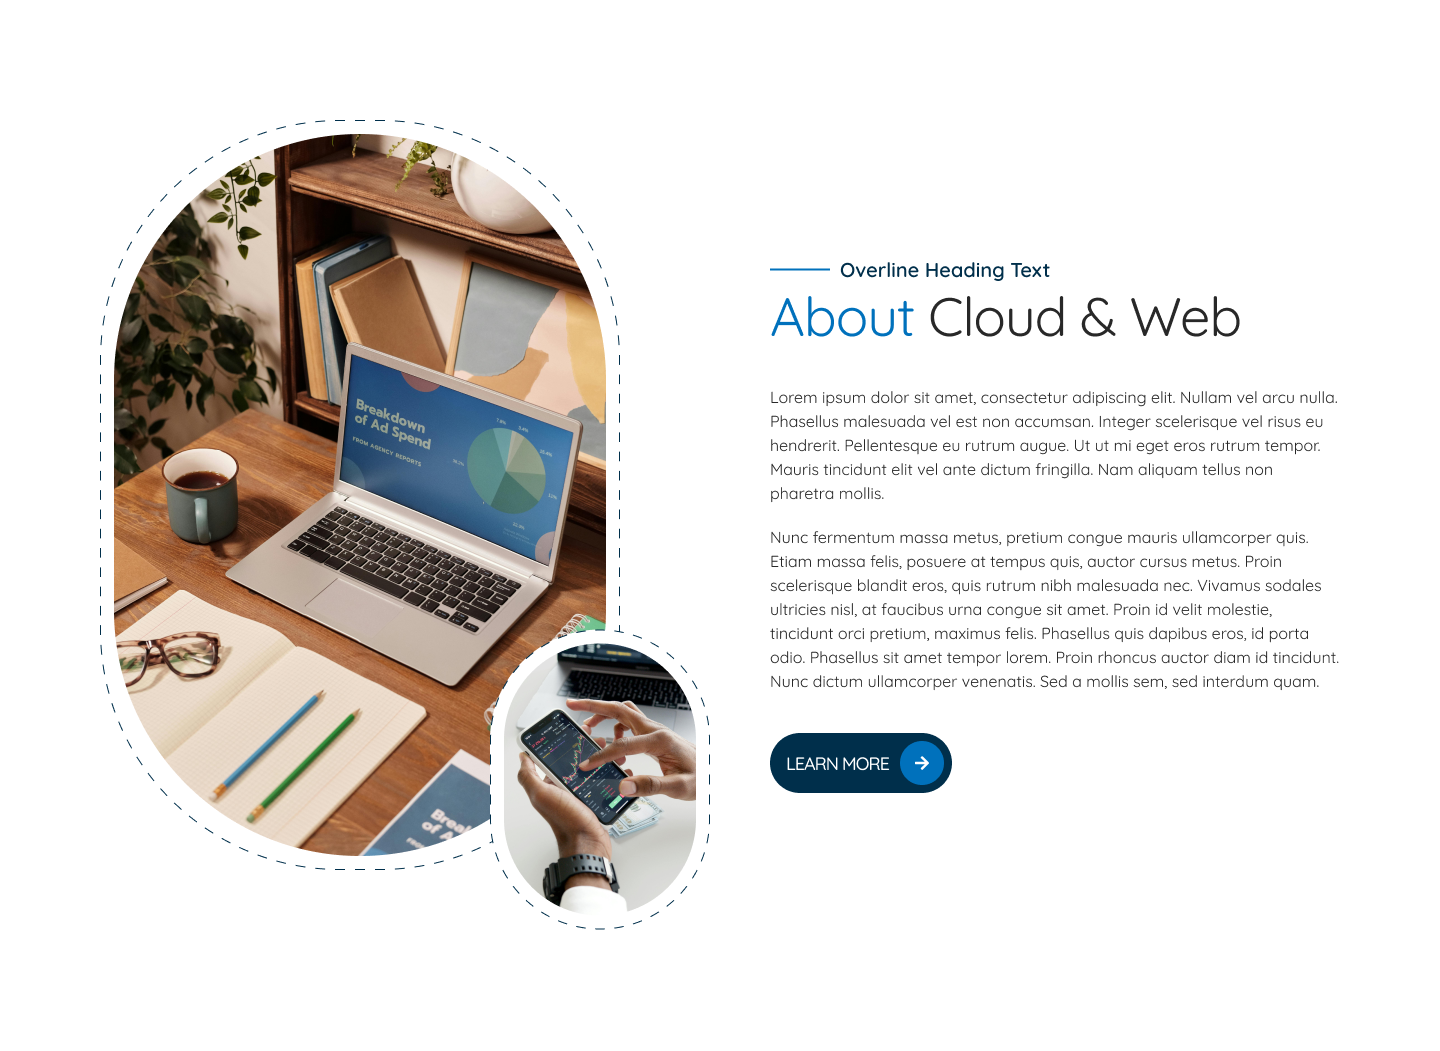 Overline Heading Text
About Cloud & Web
Lorem ipsum dolor sit amet, consectetur adipiscing elit. Nullam vel arcu nulla.
Phasellus malesuada vel est non accumsan. Integer scelerisque vel risus eu
hendrerit. Pellentesque eu rutrum augue. Ut ut mi eget eros rutrum tempor.
Mauris tincidunt elit vel ante dictum fringilla. Nam aliquam tellus non
pharetra mollis.
Nunc fermentum massa metus, pretium congue mauris ullamcorper quis.
Etiam massa felis, posuere at tempus quis, auctor cursus metus. Proin
scelerisque blandit eros, quis rutrum nibh malesuada nec. Vivamus sodales
ultricies nisl, at faucibus urna congue sit amet. Proin id velit molestie,
tincidunt orci pretium, maximus felis. Phasellus quis dapibus eros, id porta
odio. Phasellus sit amet tempor lorem. Proin rhoncus auctor diam id tincidunt.
Nunc dictum ullamcorper venenatis. Sed a mollis sem, sed interdum quam.
LEARN MORE
Breakdown
of Ad Spend
FROM AGENCY REPORTS